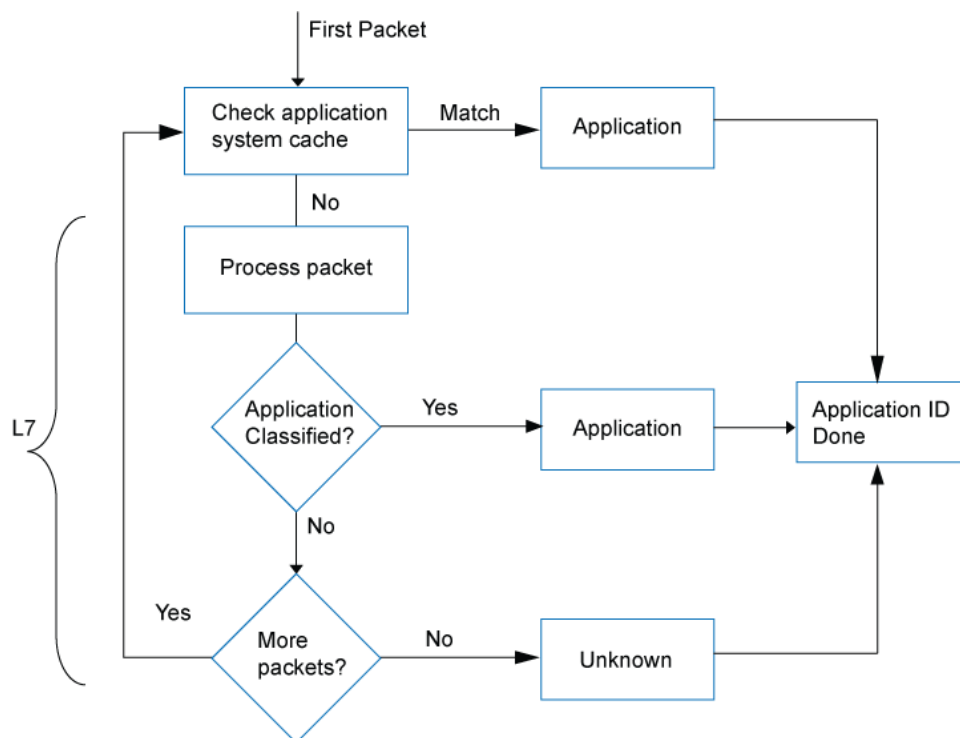 First Packet
Check application
system cache
Match
Application
No
Process packet
Application
Classified?
Yes
Application
Application ID
Done
L7
No
Yes
More
packets?
No
Unknown